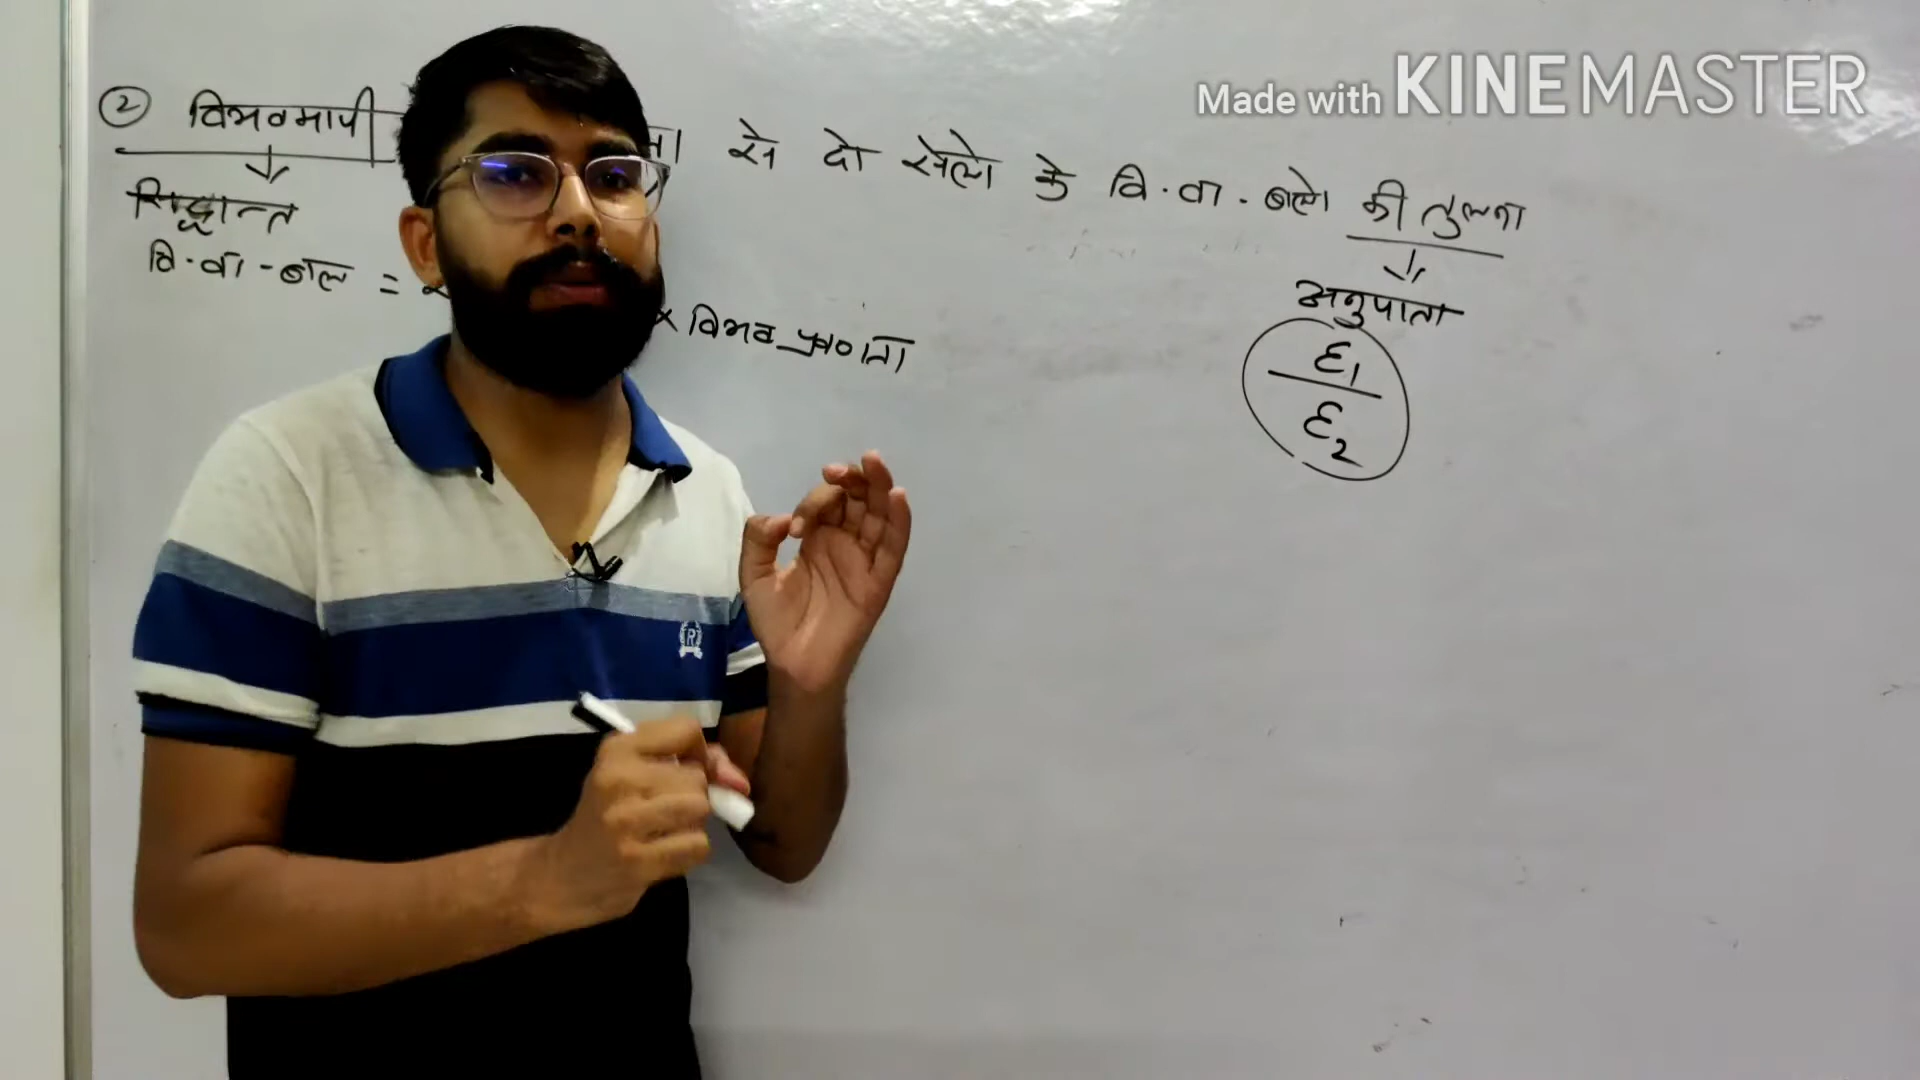 Made with KINEMASTER
② विभवमापी से दो सेलो के वि.वा. बलो की तुलना
सिद्धान्त
अनुपात
वि.वा-बल =
× विभव प्रवणता
ε1
ε2
R